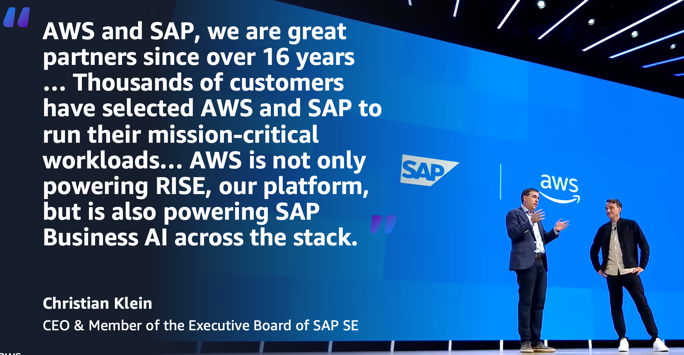 AWS and SAP, we are great
partners since over 16 years
... Thousands of customers
have selected AWS and SAP to
run their mission-critical
workloads... AWS is not only
powering RISE, our platform,
but is also powering SAP
Business AI across the stack.
Christian Klein
CEO & Member of the Executive Board of SAP SE
SAP
aws
aws